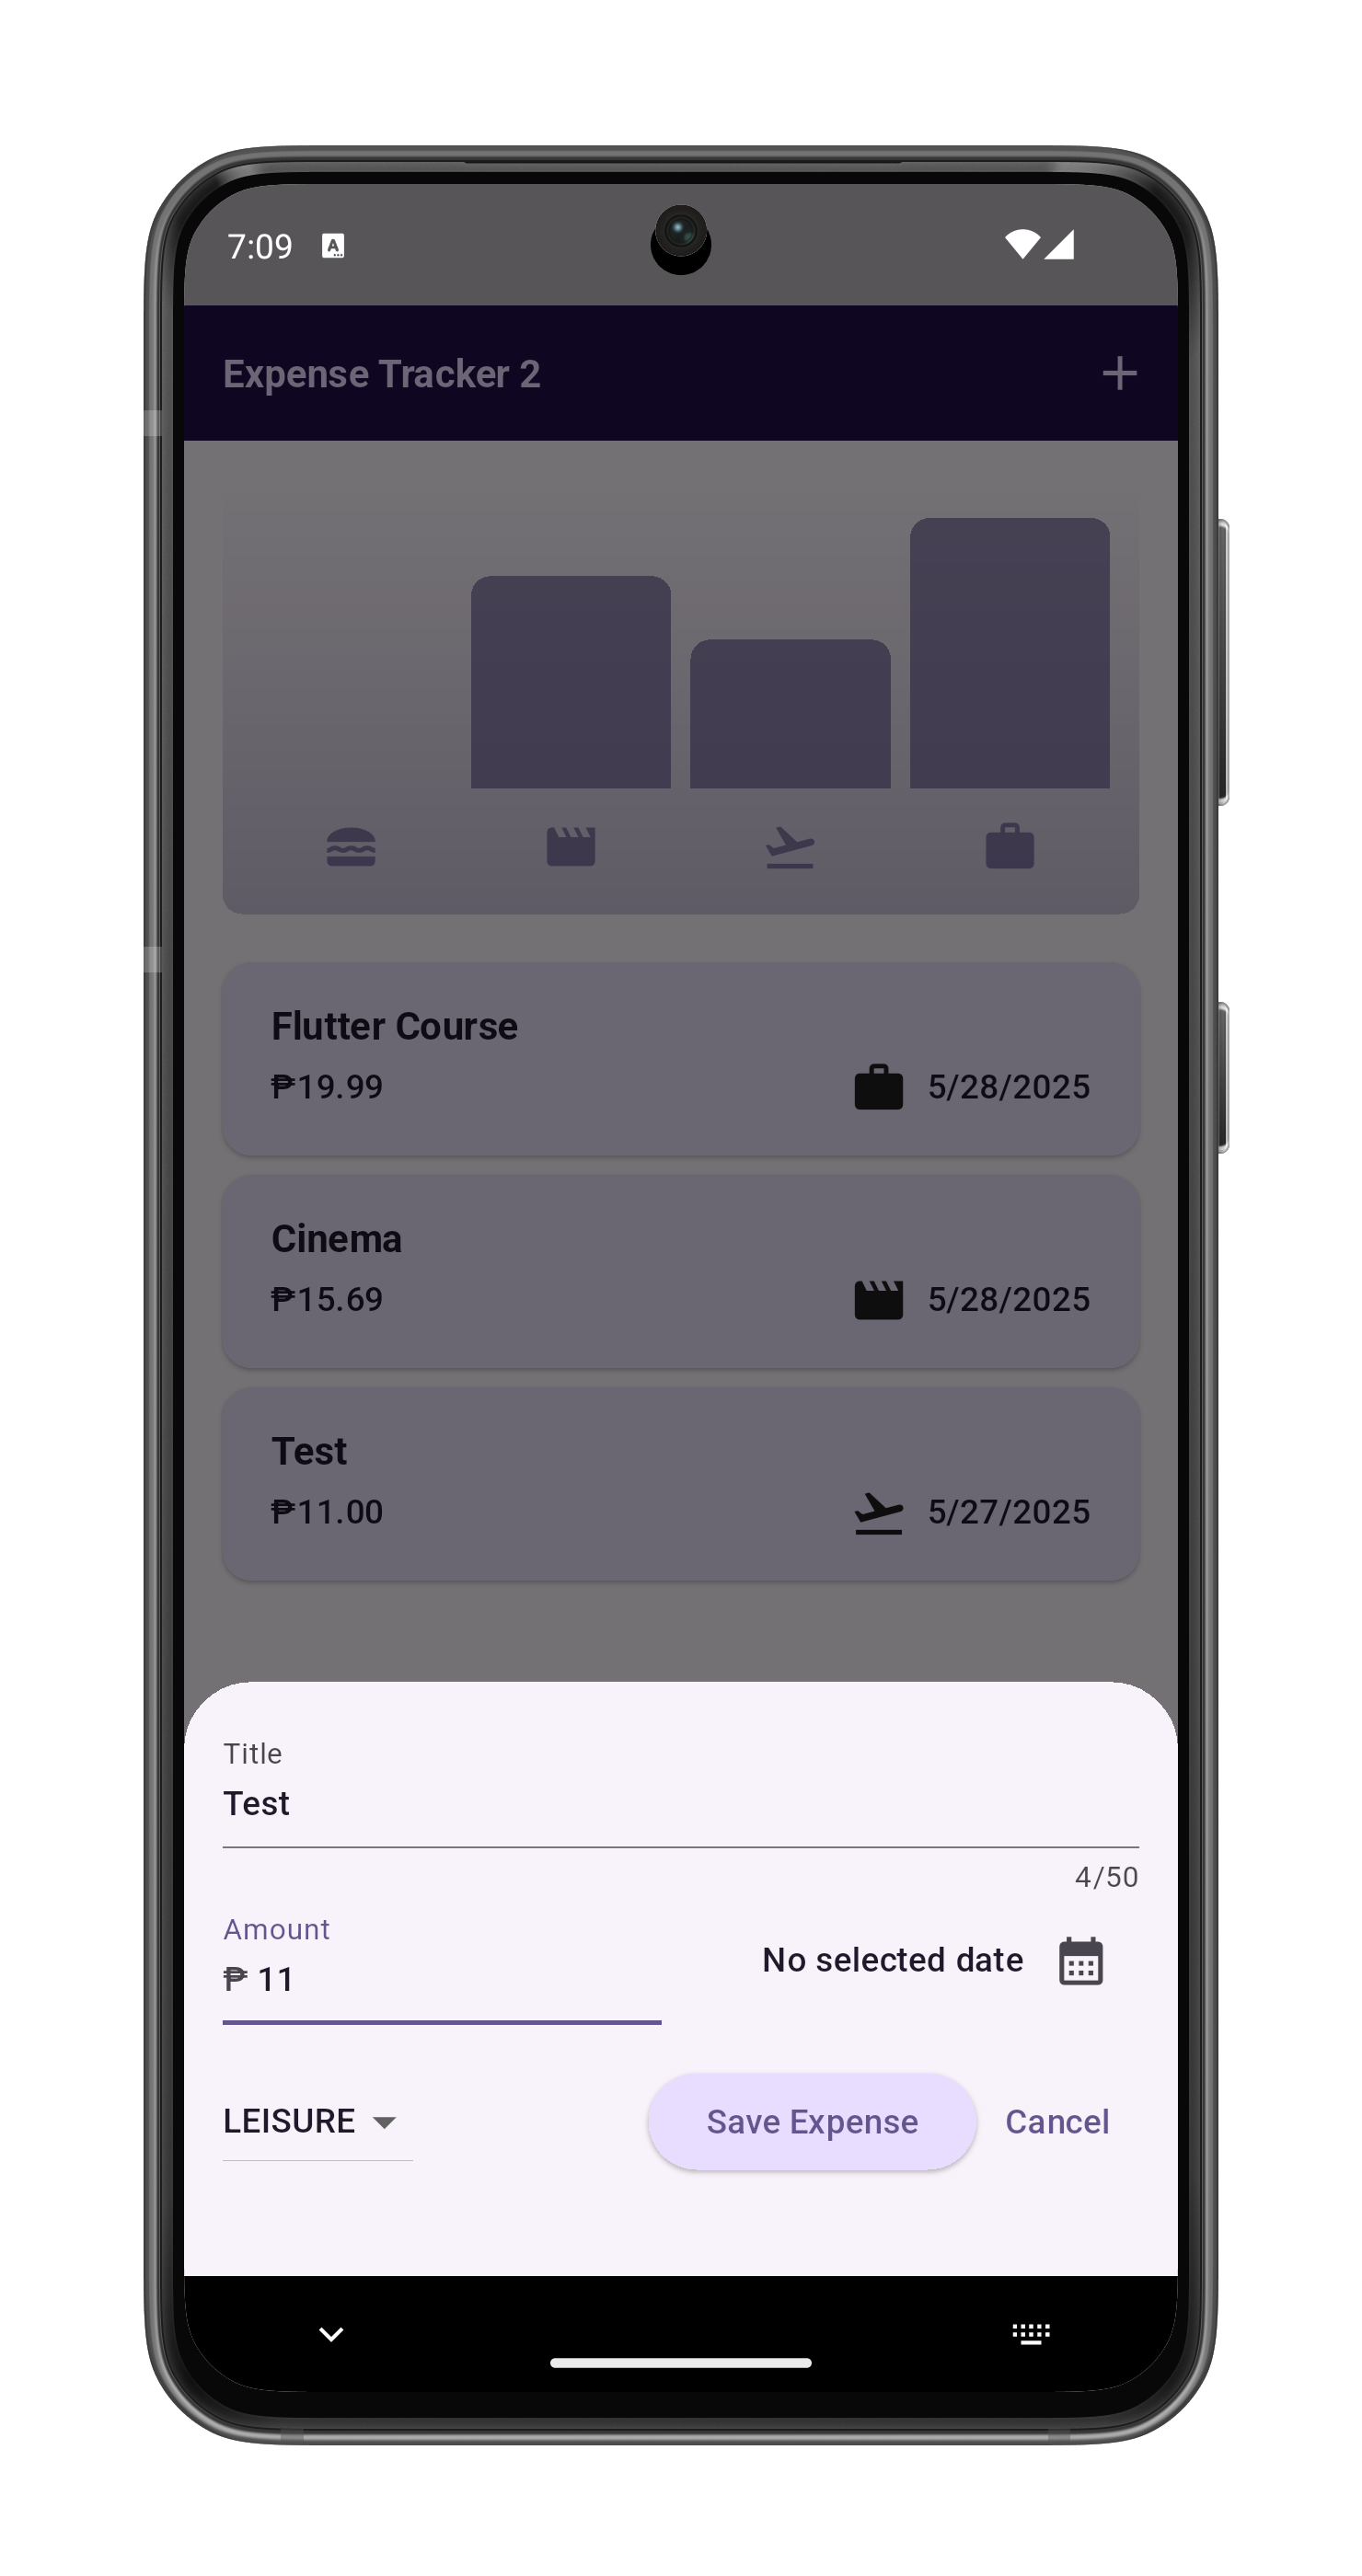 7:09
Expense Tracker 2
Flutter Course
₱19.99 5/28/2025
Cinema
₱15.69 5/28/2025
Test
₱11.00 5/27/2025
Title
Test
4/50
Amount
₱ 11 No selected date
LEISURE Save Expense Cancel